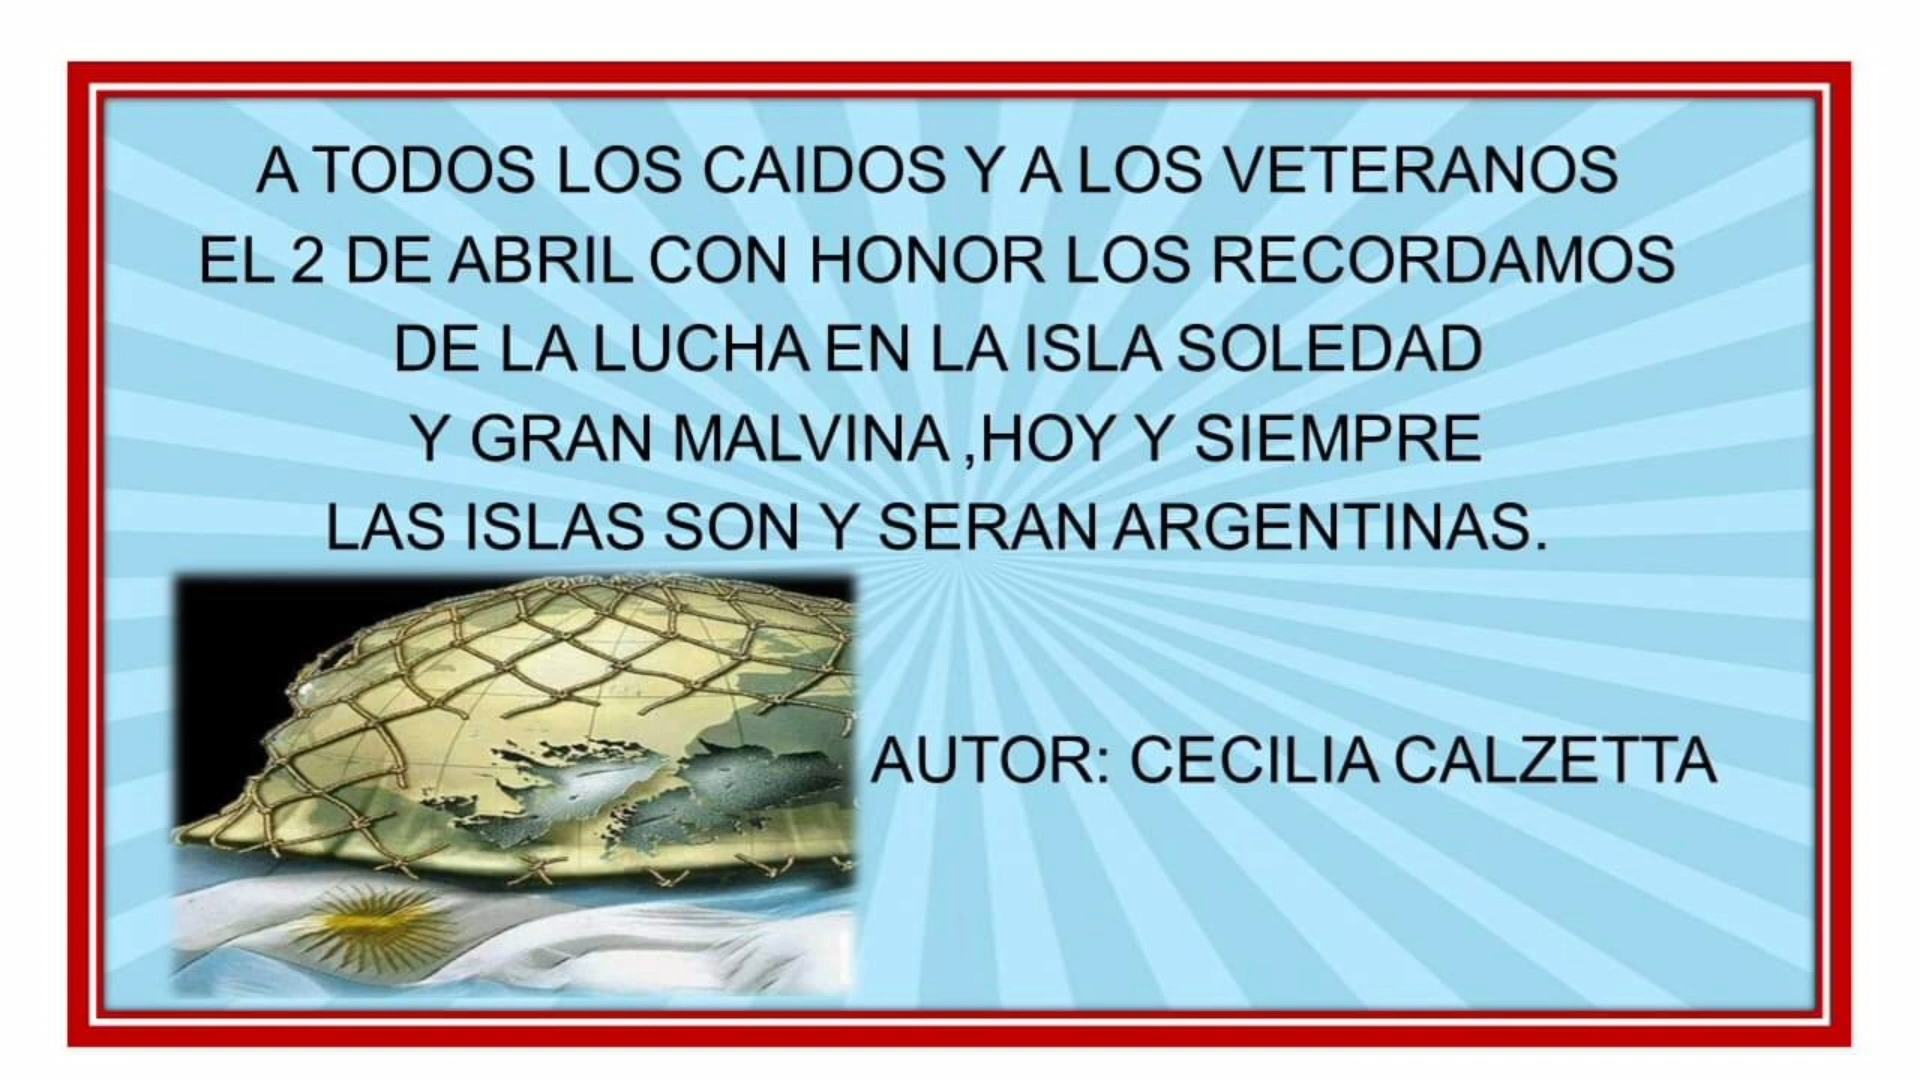 A TODOS LOS CAIDOS Y A LOS VETERANOS
EL 2 DE ABRIL CON HONOR LOS RECORDAMOS
DE LA LUCHA EN LA ISLA SOLEDAD
Y GRAN MALVINA ,HOY Y SIEMPRE
LAS ISLAS SON Y SERAN ARGENTINAS.
AUTOR: CECILIA CALZETTA